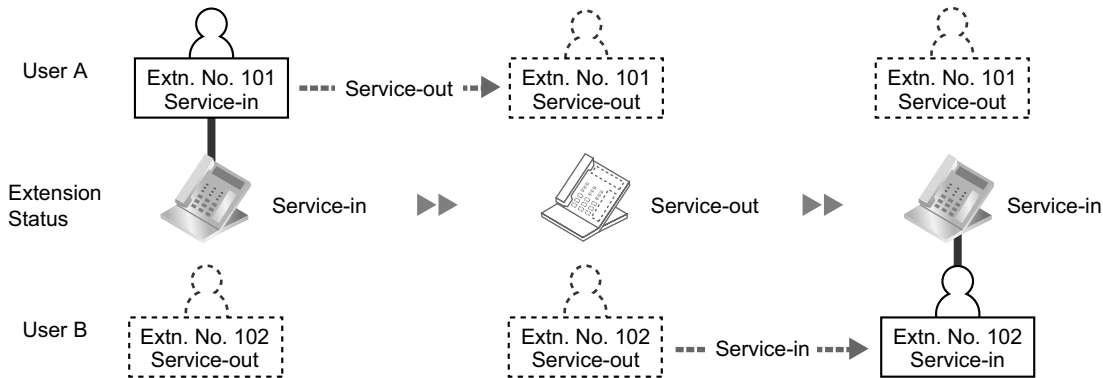 User A
Extn. No. 101
Service-in
Service-out
Extn. No. 101
Service-out
Extn. No. 101
Service-out
Extension
Status
Service-in
Service-out
Service-in
User B
Extn. No. 102
Service-out
Extn. No. 102
Service-out
Service-in
Extn. No. 102
Service-in